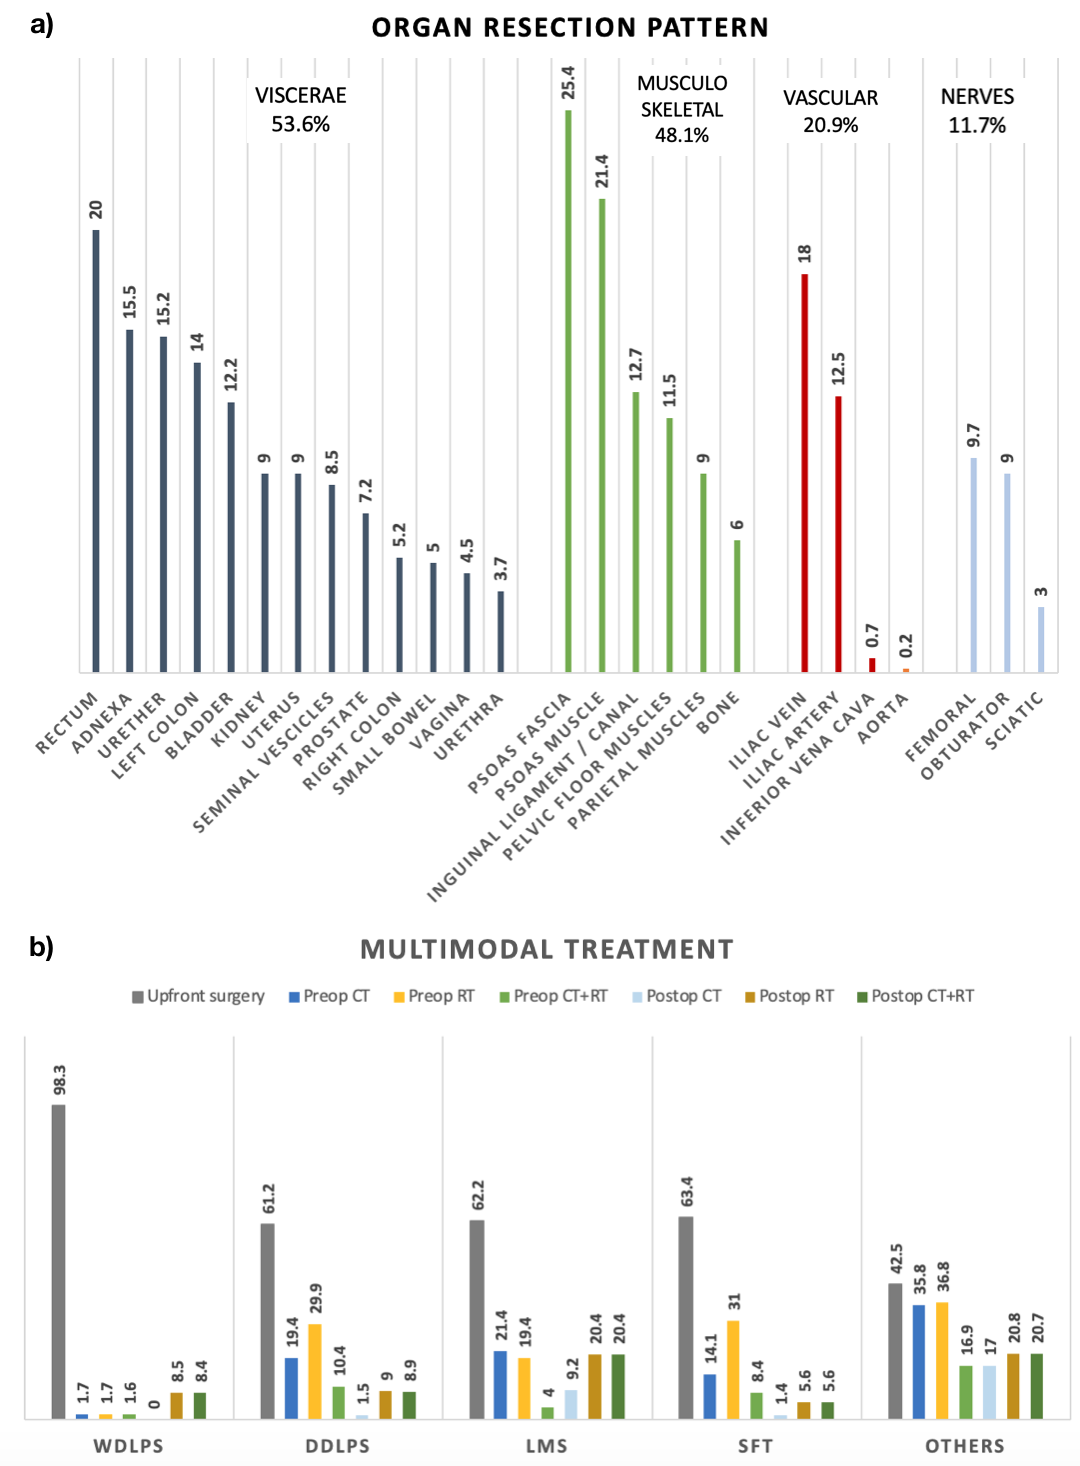 a)
ORGAN RESECTION PATTERN
VISCERAE
53.6%
MUSCULO
SKELETAL
48.1%
VASCULAR
20.9%
NERVES
11.7%
20
15.5
15.2
14
12.2
9
9
8.5
7.2
5.2
5
4.5
3.7
25.4
21.4
12.7
11.5
9
6
18
12.5
0.7
0.2
9.7
9
3
RECTUM
ADNEXA
URETHER
LEFT COLON
BLADDER
KIDNEY
UTERUS
SEMINAL VESCICLES
PROSTATE
RIGHT COLON
SMALL BOWEL
VAGINA
URETHRA
PSOAS FASCIA
PSOAS MUSCLE
INGUINAL LIGAMENT / CANAL
PELVIC FLOOR MUSCLES
PARIETAL MUSCLES
BONE
ILIAC VEIN
ILIAC ARTERY
INFERIOR VENA CAVA
AORTA
FEMORAL
OBTURATOR
SCIATIC
b)
MULTIMODAL TREATMENT
Upfront surgery Preop CT Preop RT Preop CT+RT Postop CT Postop RT Postop CT+RT
98.3
1.7
1.7
1.6
0
8.5
8.4
61.2
19.4
29.9
10.4
1.5
9
8.9
62.2
21.4
19.4
4
9.2
20.4
20.4
63.4
14.1
31
8.4
1.4
5.6
5.6
42.5
35.8
36.8
16.9
17
20.8
20.7
WDLPS
DDLPS
LMS
SFT
OTHERS